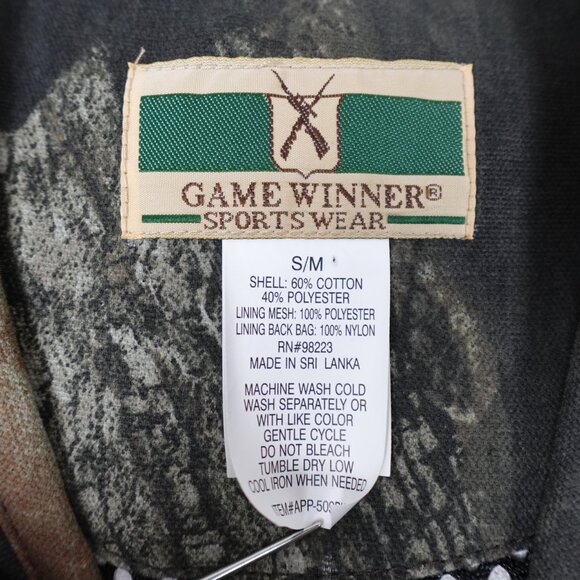 GAME WINNER®
SPORTS WEAR
S/M
SHELL: 60% COTTON
40% POLYESTER
LINING MESH: 100% POLYESTER
LINING BACK BAG: 100% NYLON
RN#98223
MADE IN SRI LANKA
MACHINE WASH COLD
WASH SEPARATELY OR
WITH LIKE COLOR
GENTLE CYCLE
DO NOT BLEACH
TUMBLE DRY LOW
COOL IRON WHEN NEEDED